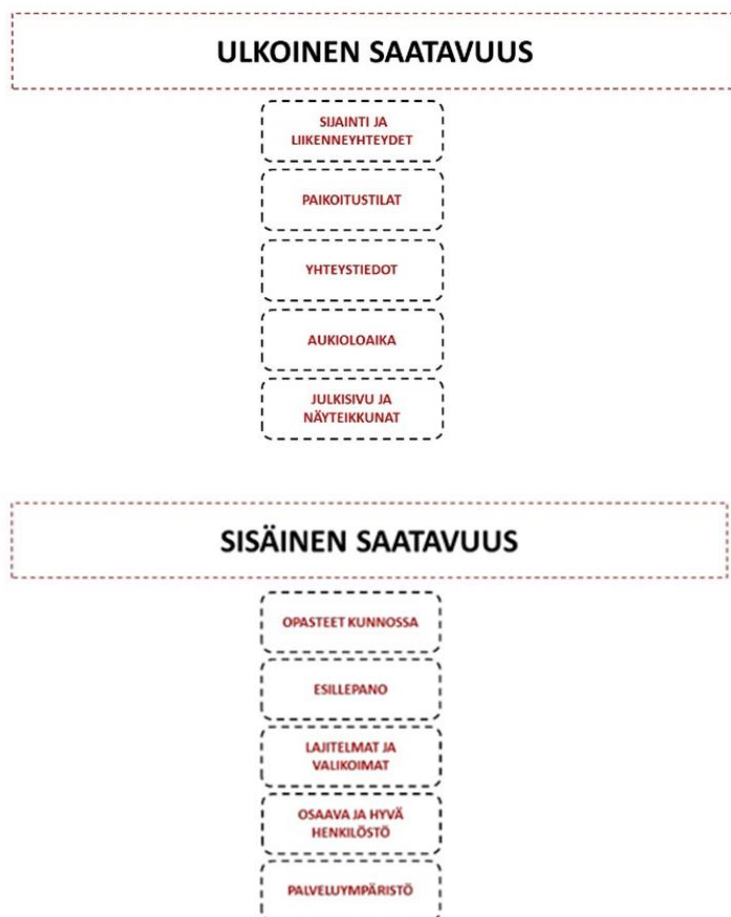 ULKOINEN SAATAVUUS
SIJAINTI JA
LIIKENNEYHTEYDET
PAIKOITUSTILAT
YHTEYSTIEDOT
AUKIOLOAIKA
JULKISIVU JA
NÄYTEIKKUNAT
SISÄINEN SAATAVUUS
OPASTEET KUNNOSSA
ESILLEPANO
LAJITELMAT JA
VALIKOIMAT
OSAAVA JA HYVÄ
HENKILÖSTÖ
PALVELUYMPÄRISTÖ